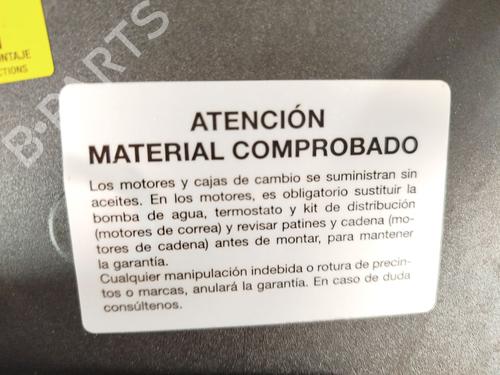 ONTAJE
CTIONS
B-PARTS
ATENCIÓN
MATERIAL COMPROBADO
Los motores y cajas de cambio se suministran sin
aceites. En los motores, es obligatorio sustituir la
bomba de agua, termostato y kit de distribución
(motores de correa) y revisar patines y cadena (mo-
tores de cadena) antes de montar, para mantener
la garantía.
Cualquier manipulación indebida o rotura de precin-
tos o marcas, anulará la garantía. En caso de duda
consúltenos.